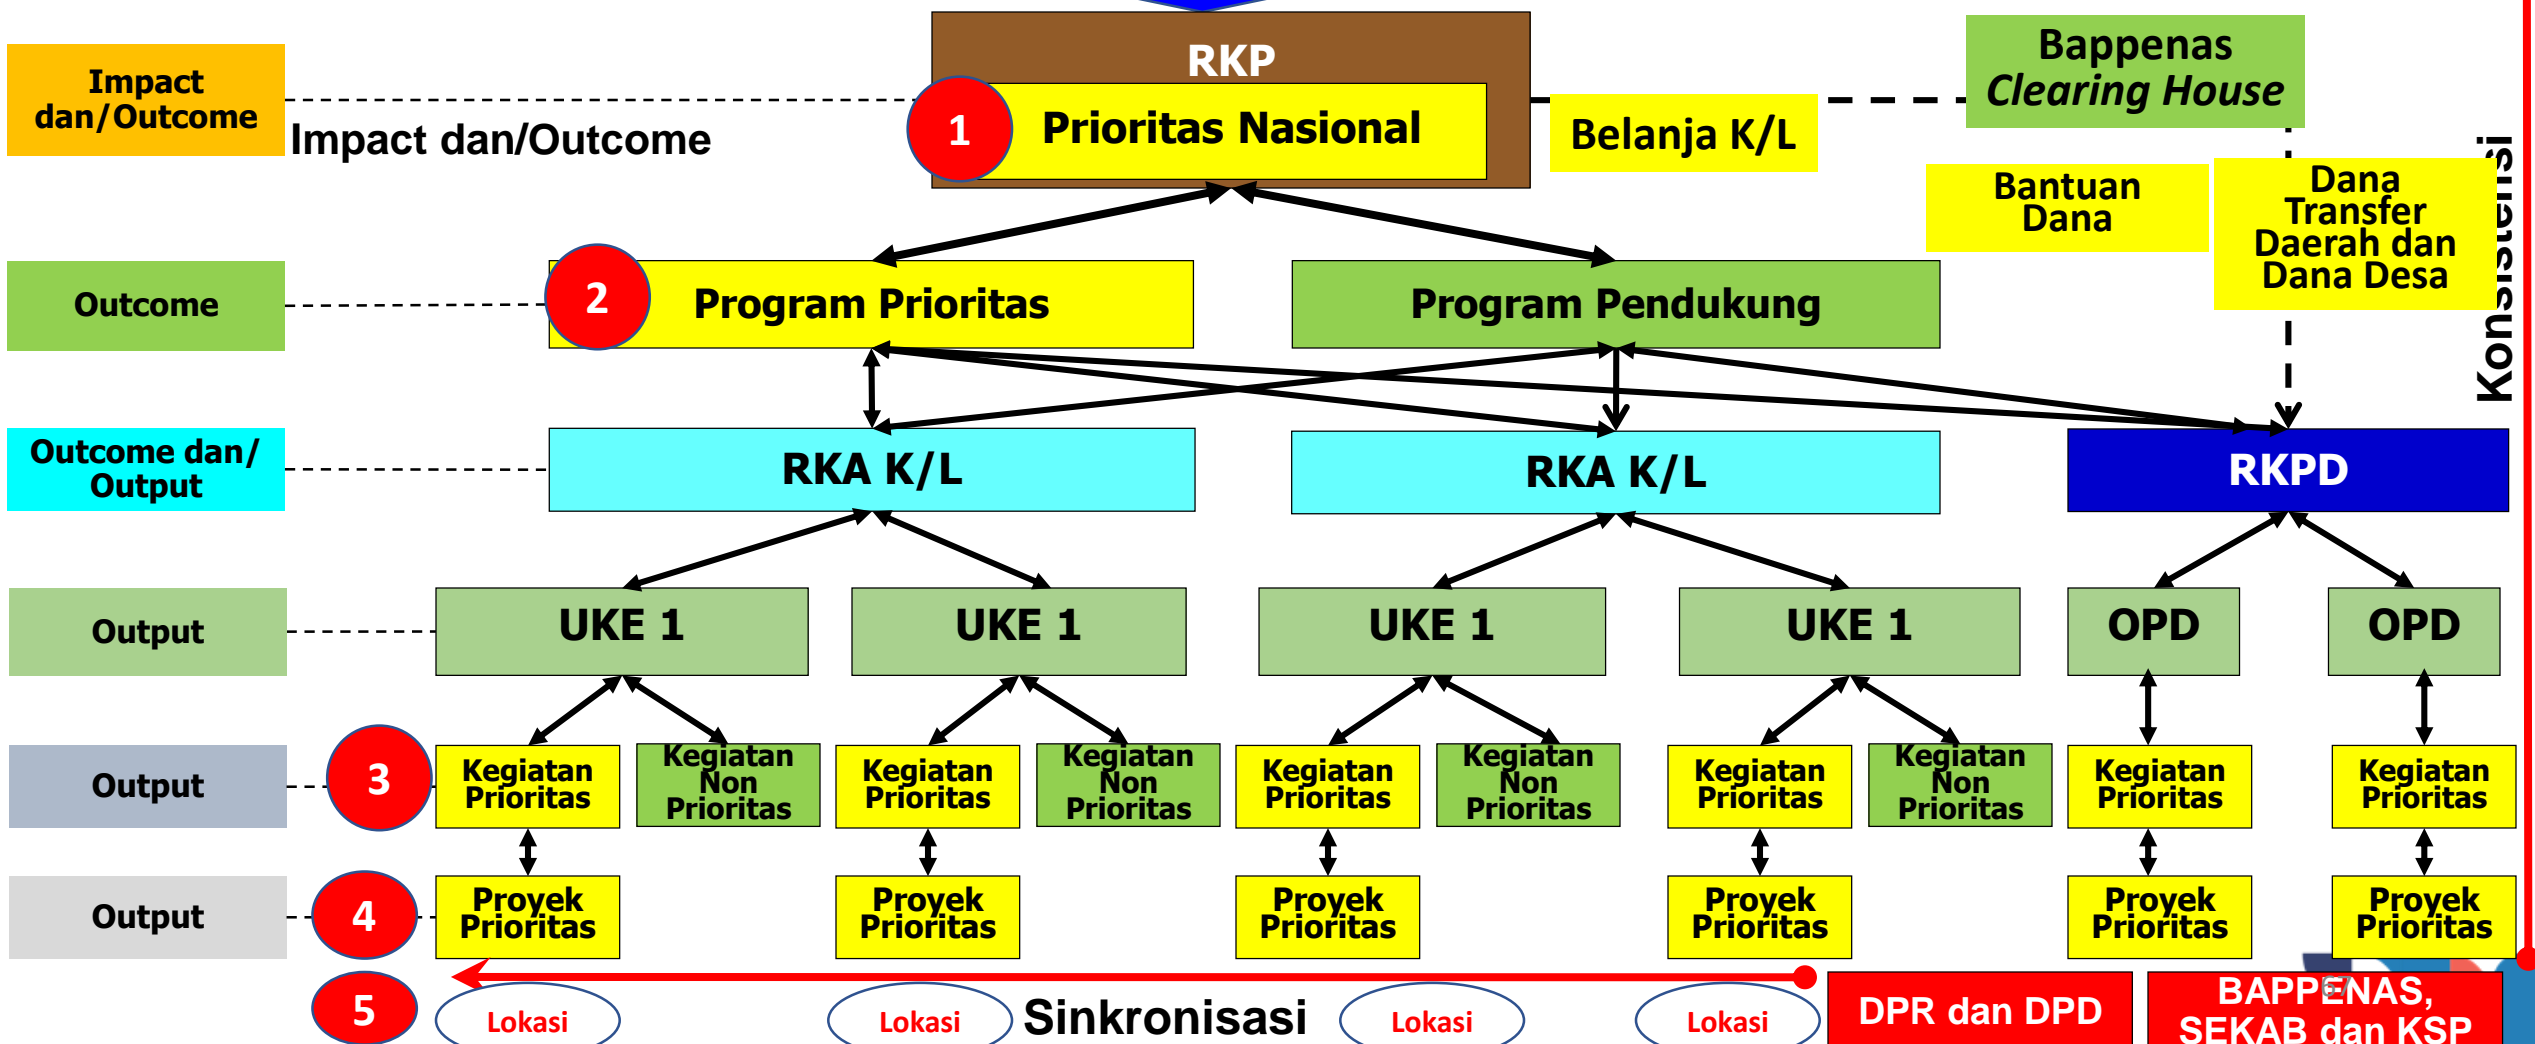 RKP
Impact
dan/Outcome
Impact dan/Outcome
1
Prioritas Nasional
Belanja K/L
Bappenas
Clearing House
Bantuan
Dana
Dana
Transfer
Daerah dan
Dana Desa
Konsistensi
Outcome
2
Program Prioritas
Program Pendukung
Outcome dan/
Output
RKA K/L
RKA K/L
RKPD
Output
UKE 1
UKE 1
UKE 1
UKE 1
OPD
OPD
Output
3
Kegiatan
Prioritas
Kegiatan
Non
Prioritas
Kegiatan
Prioritas
Kegiatan
Non
Prioritas
Kegiatan
Prioritas
Kegiatan
Non
Prioritas
Kegiatan
Prioritas
Kegiatan
Non
Prioritas
Kegiatan
Prioritas
Kegiatan
Prioritas
Output
4
Proyek
Prioritas
Proyek
Prioritas
Proyek
Prioritas
Proyek
Prioritas
Proyek
Prioritas
Proyek
Prioritas
5
Lokasi
Lokasi
Sinkronisasi
Lokasi
Lokasi
DPR dan DPD
67
BAPPENAS,
SEKAB dan KSP